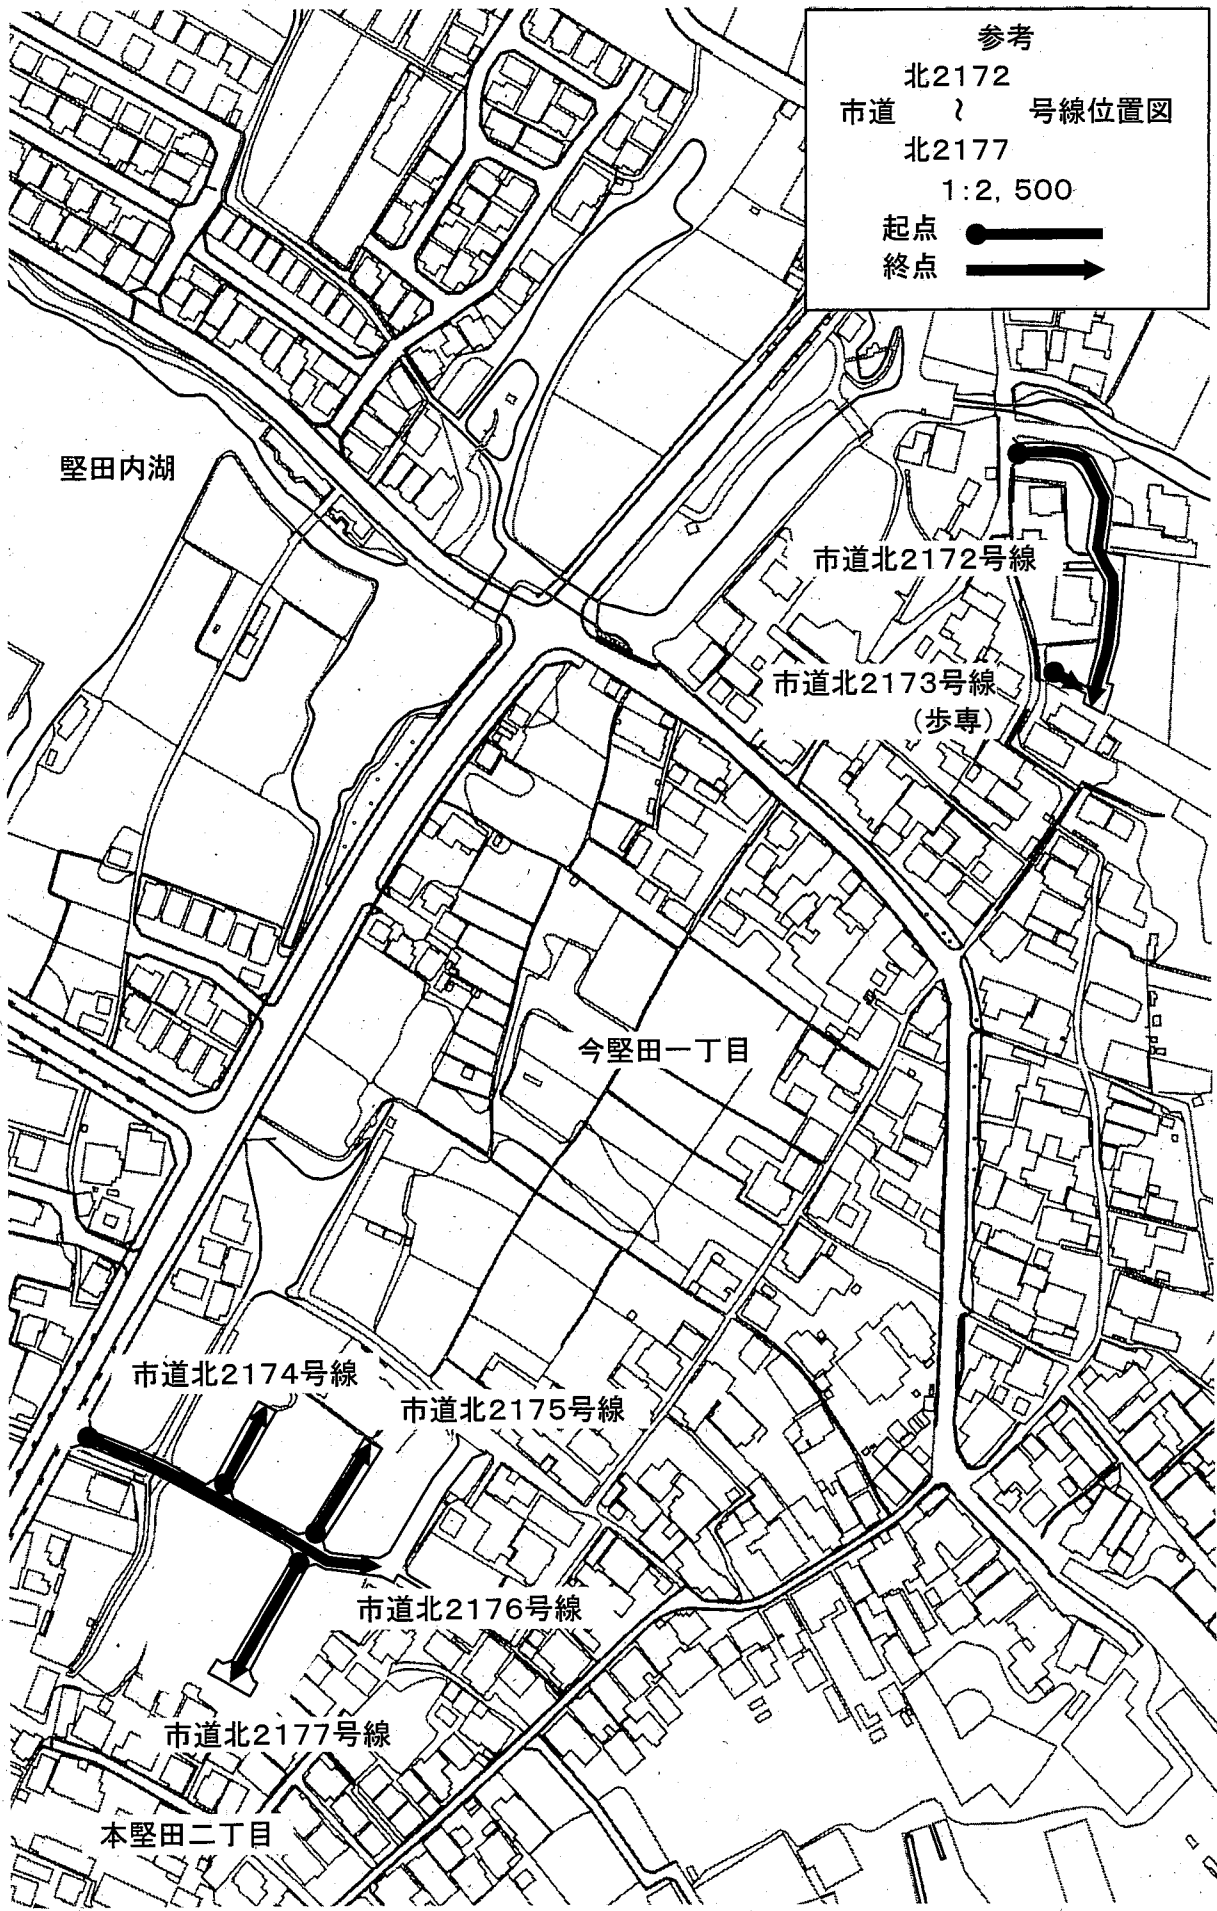 参考
北2172
市道 ~ 号線位置図
北2177
1:2,500
起点
終点
堅田内湖
市道北2172号線
市道北2173号線
(歩専)
今堅田一丁目
市道北2174号線
市道北2175号線
市道北2176号線
市道北2177号線
本堅田二丁目